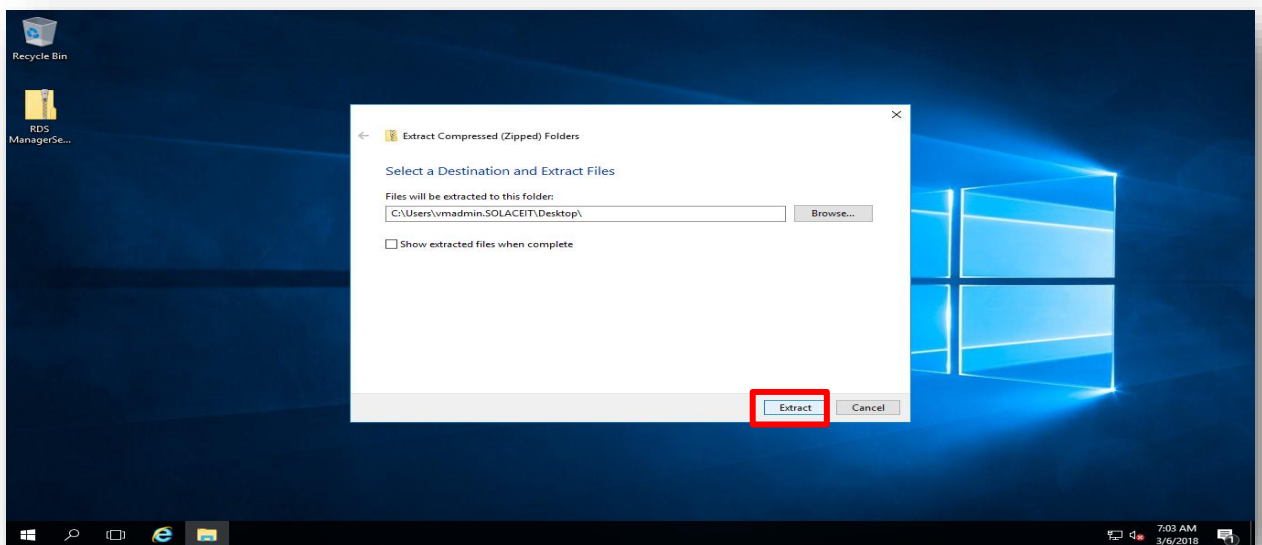 Recycle Bin
RDS
ManagerSe...
Extract Compressed (Zipped) Folders
Select a Destination and Extract Files
Files will be extracted to this folder:
C:\Users\vmadmin.SOLACEIT\Desktop\
Browse...
Show extracted files when complete
Extract
Cancel
7:03 AM
3/6/2018
1